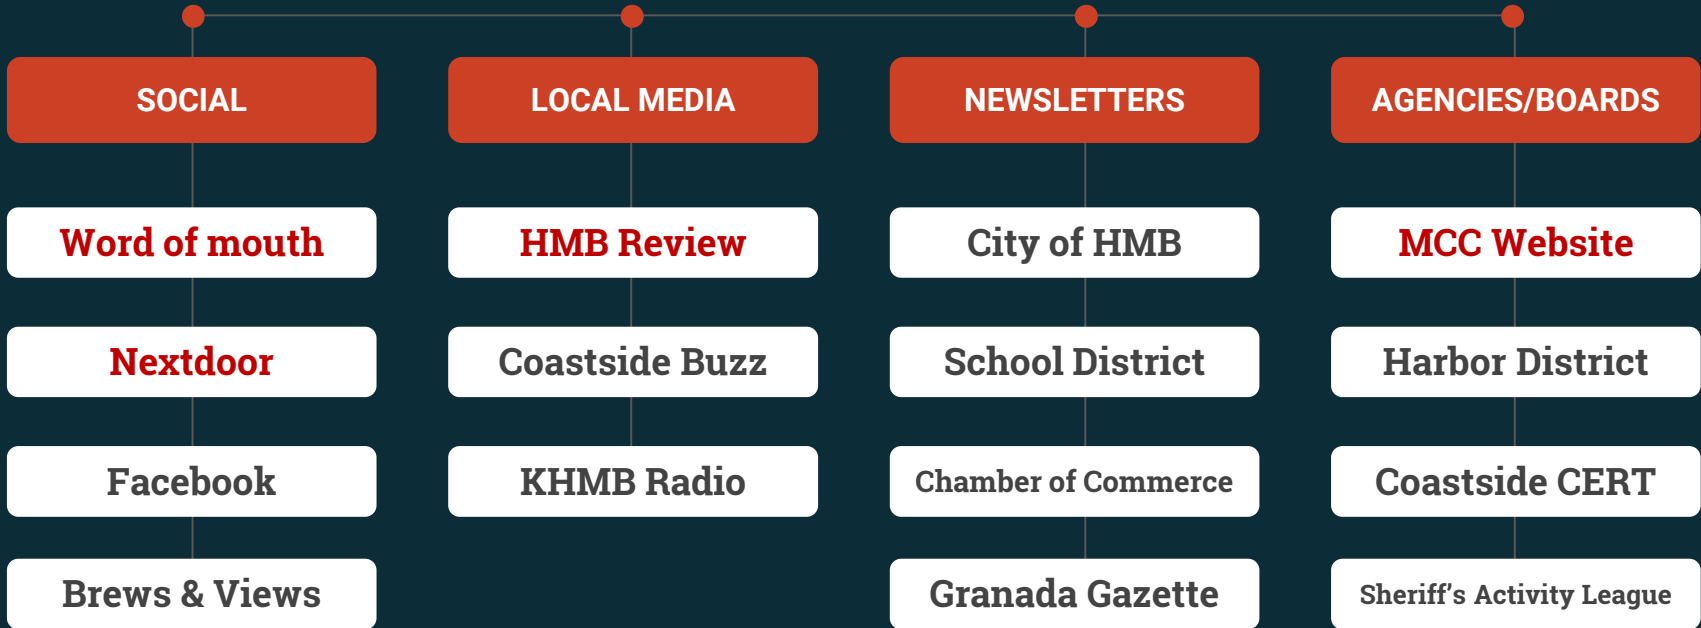 SOCIAL
LOCAL MEDIA
NEWSLETTERS
AGENCIES/BOARDS
Word of mouth
HMB Review
City of HMB
MCC Website
Nextdoor
Coastside Buzz
School District
Harbor District
Facebook
KHMB Radio
Chamber of Commerce
Coastside CERT
Brews & Views
Granada Gazette
Sheriff's Activity League